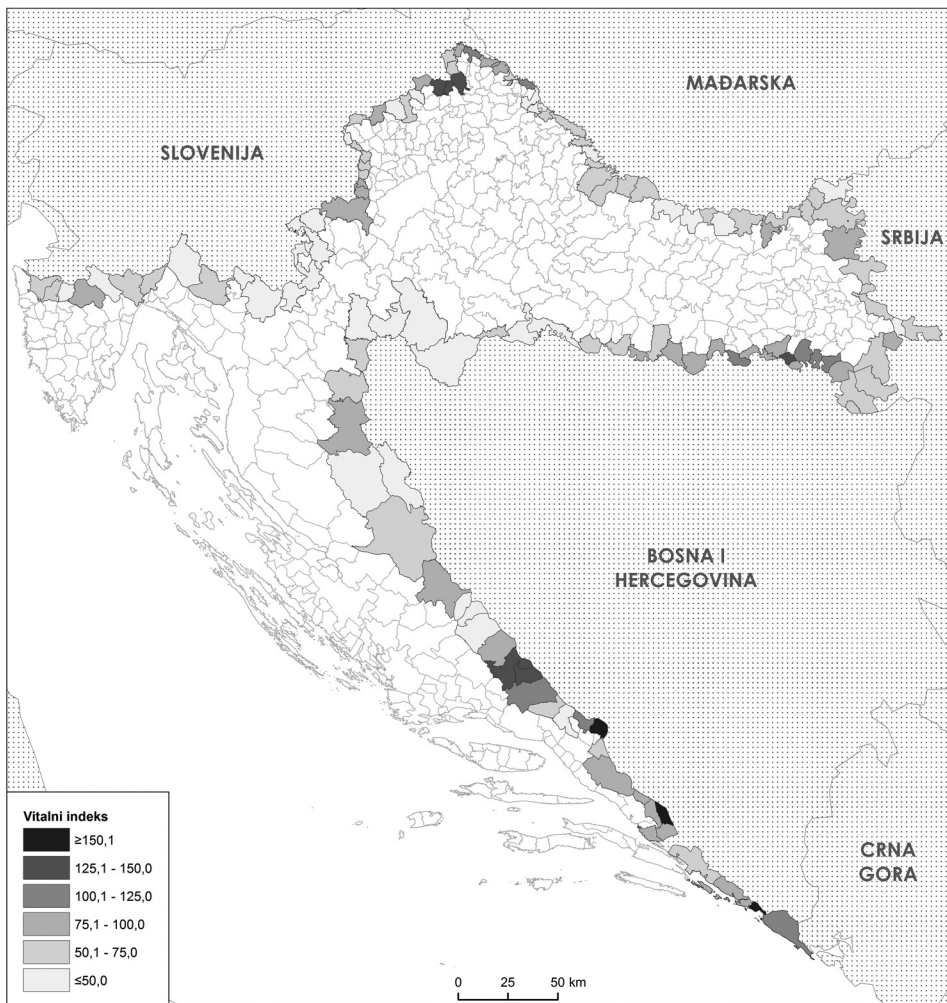 MAĐARSKA
SLOVENIJA
SRBIJA
BOSNA I
HERCEGOVINA
CRNA
GORA
Vitalni indeks
≥150,1
125,1 - 150,0
100,1 - 125,0
75,1 - 100,0
50,1 - 75,0
≤50,0
0 25 50 km